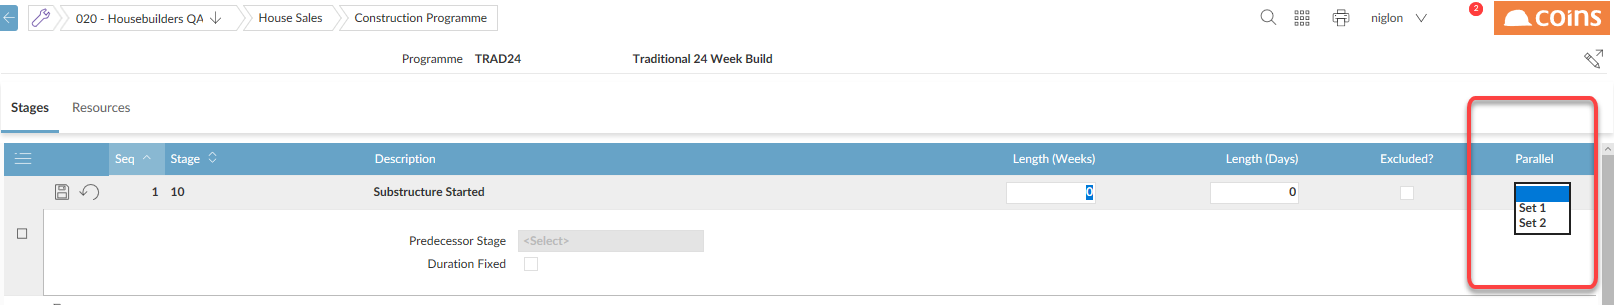 020 - Housebuilders QA House Sales Construction Programme niglon 2 coins
Programme TRAD24 Traditional 24 Week Build
Stages Resources
Seq Stage Description Length (Weeks) Length (Days) Excluded? Parallel
1 10 Substructure Started 0 0
Set 1
Set 2
Predecessor Stage <Select>
Duration Fixed